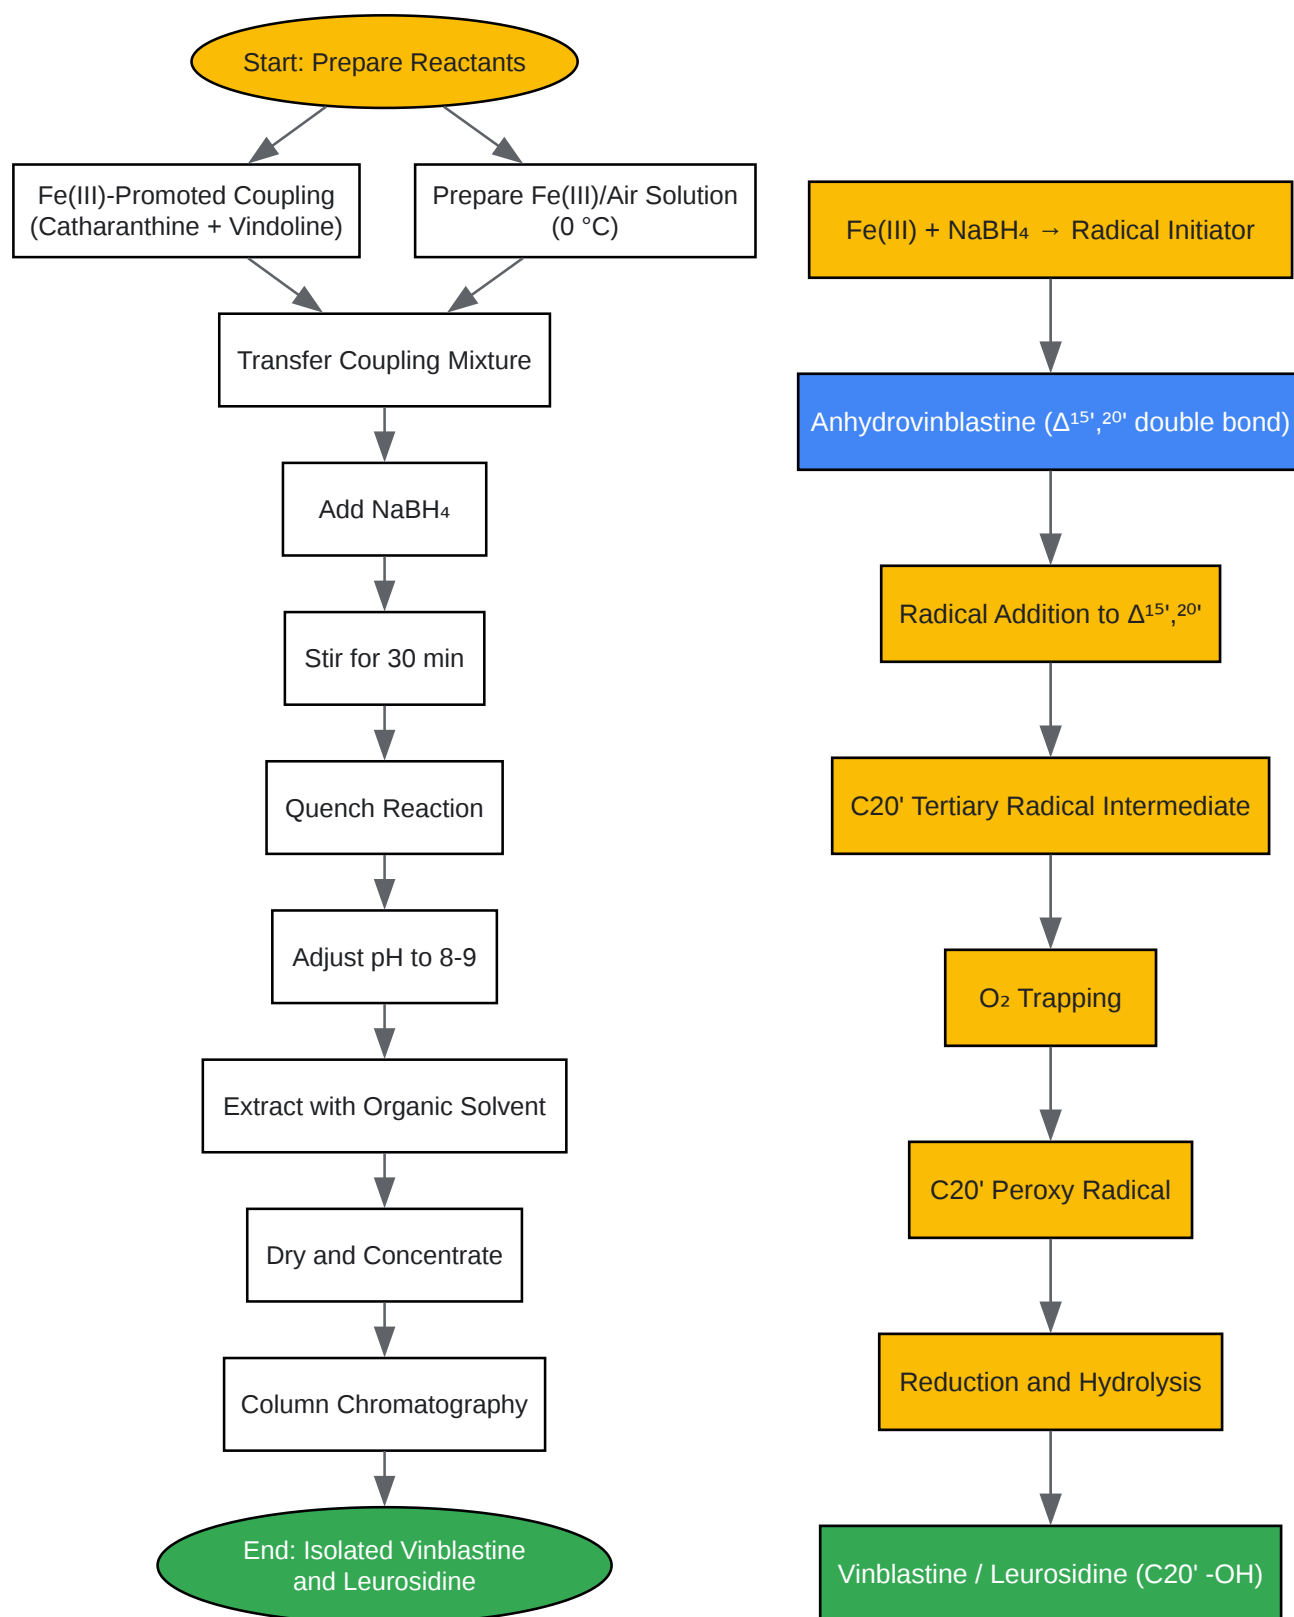 Start: Prepare Reactants
Fe(III)-Promoted Coupling
(Catharanthine + Vindoline)
Prepare Fe(III)/Air Solution
(0 °C)
Transfer Coupling Mixture
Add NaBH₄
Stir for 30 min
Quench Reaction
Adjust pH to 8-9
Extract with Organic Solvent
Dry and Concentrate
Column Chromatography
End: Isolated Vinblastine
and Leurosidine
Fe(III) + NaBH₄ → Radical Initiator
Anhydrovinblastine (Δ¹⁵',²⁰' double bond)
Radical Addition to Δ¹⁵',²⁰'
C20' Tertiary Radical Intermediate
O₂ Trapping
C20' Peroxy Radical
Reduction and Hydrolysis
Vinblastine / Leurosidine (C20' -OH)